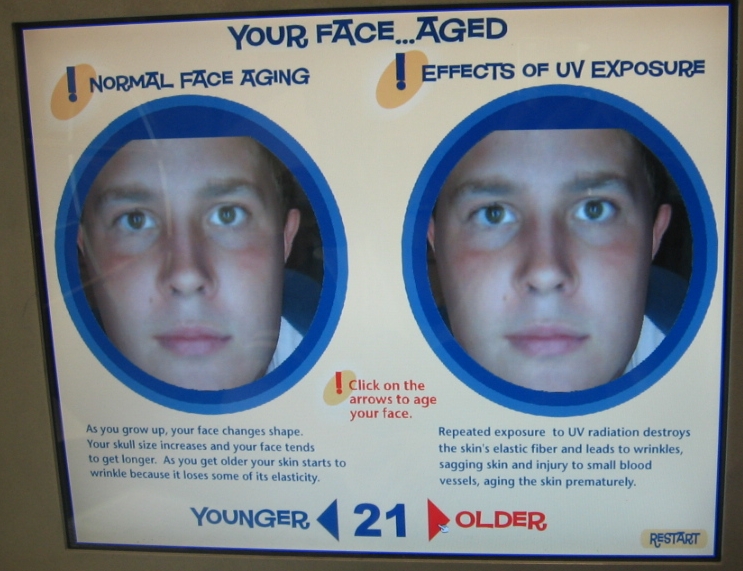 YOUR FACE...AGED
! NORMAL FACE AGING
! EFFECTS OF UV EXPOSURE
! Click on the
arrows to age
your face.
As you grow up, your face changes shape.
Your skull size increases and your face tends
to get longer. As you get older your skin starts to
wrinkle because it loses some of its elasticity.
Repeated exposure to UV radiation destroys
the skin's elastic fiber and leads to wrinkles,
sagging skin and injury to small blood
vessels, aging the skin prematurely.
YOUNGER 21 OLDER
RESTART